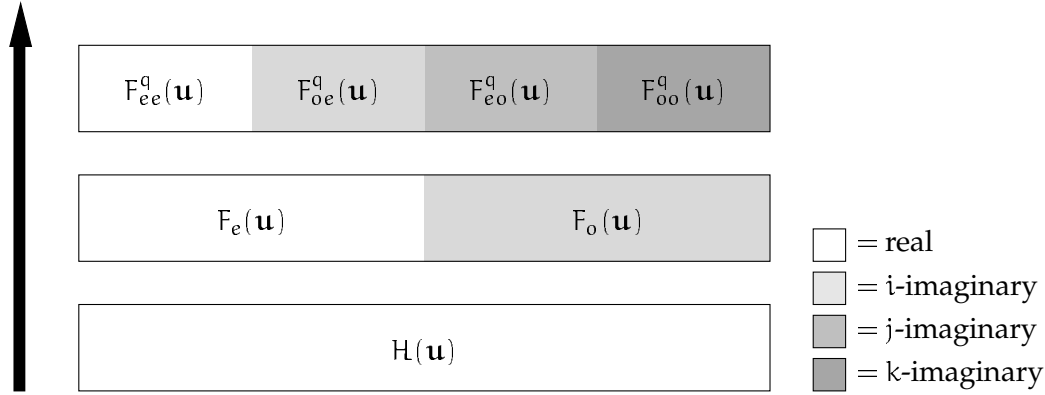 F^q_ee(u) F^q_oe(u) F^q_eo(u) F^q_oo(u)
F_e(u) F_o(u)
H(u)
= real
= i-imaginary
= j-imaginary
= k-imaginary